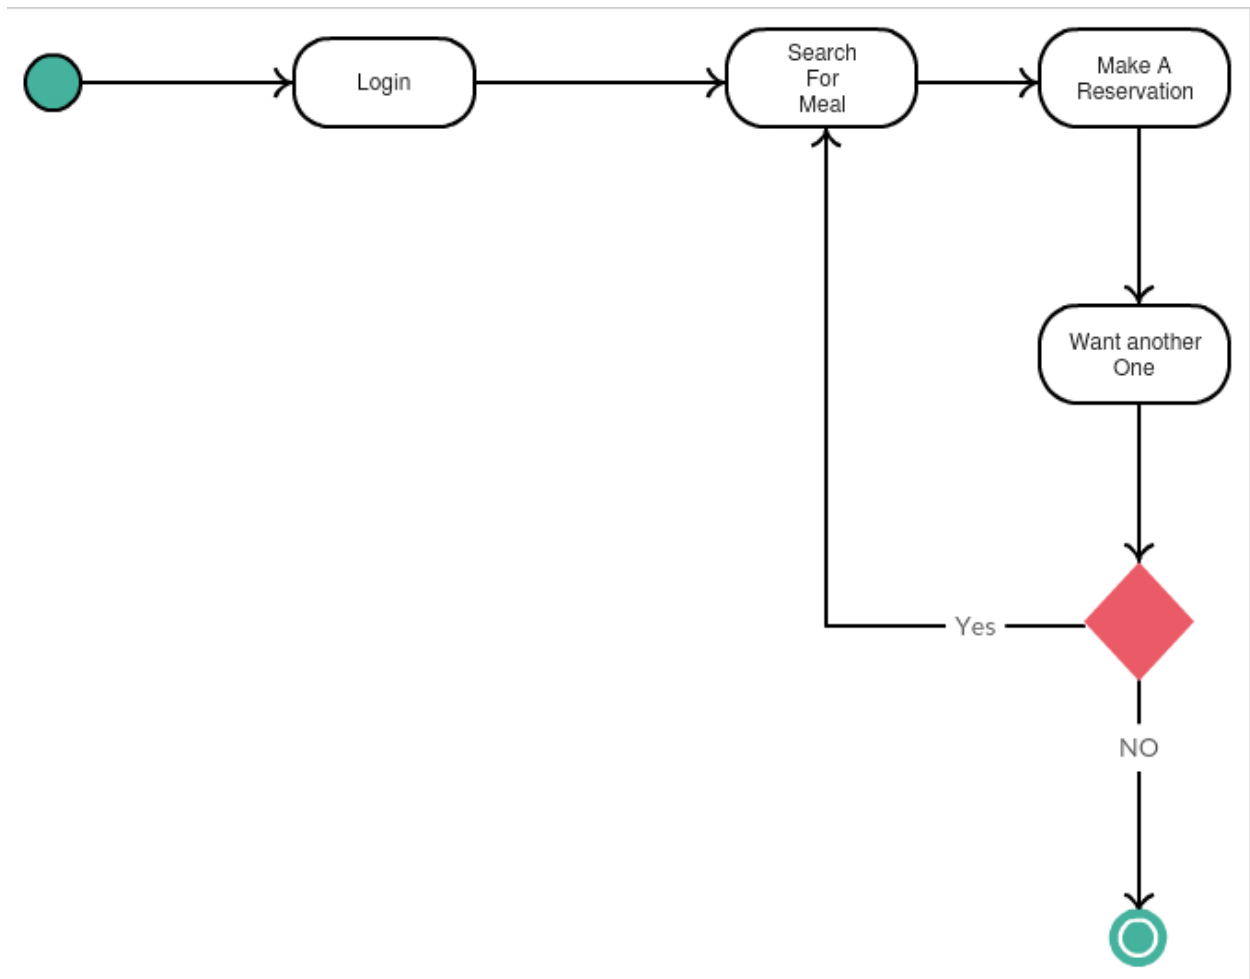 Login
Search
For
Meal
Make A
Reservation
Want another
One
Yes
NO